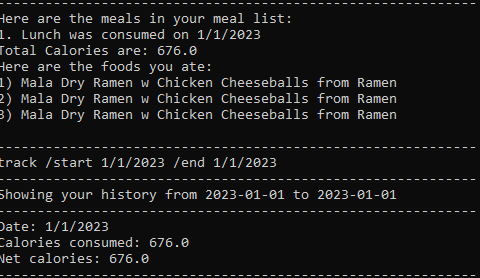 ------------------------------------------------------------
Here are the meals in your meal list:
1. Lunch was consumed on 1/1/2023
Total Calories are: 676.0
Here are the foods you ate:
1) Mala Dry Ramen w Chicken Cheeseballs from Ramen
2) Mala Dry Ramen w Chicken Cheeseballs from Ramen
3) Mala Dry Ramen w Chicken Cheeseballs from Ramen
------------------------------------------------------------
track /start 1/1/2023 /end 1/1/2023
------------------------------------------------------------
Showing your history from 2023-01-01 to 2023-01-01
------------------------------------------------------------
Date: 1/1/2023
Calories consumed: 676.0
Net calories: 676.0
------------------------------------------------------------